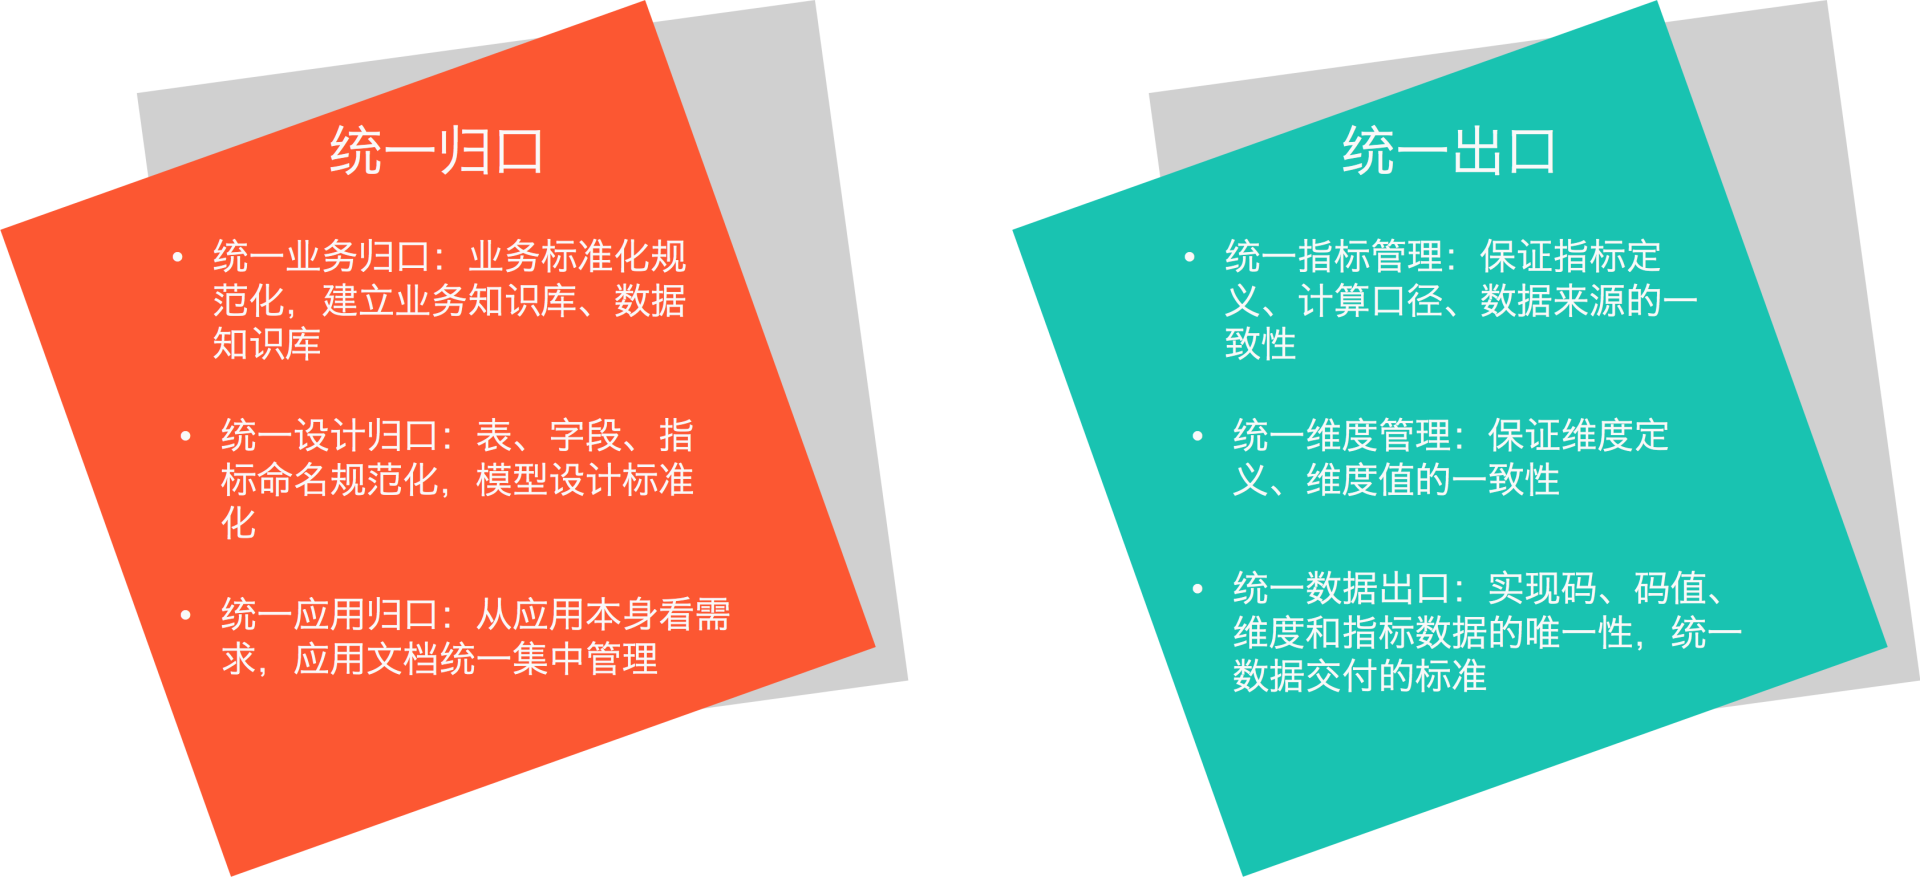 统一归口
• 统一业务归口：业务标准化规
范化，建立业务知识库、数据
知识库
• 统一设计归口：表、字段、指
标命名规范化，模型设计标准
化
• 统一应用归口：从应用本身看需
求，应用文档统一集中管理
统一出口
• 统一指标管理：保证指标定
义、计算口径、数据来源的一
致性
• 统一维度管理：保证维度定
义、维度值的一致性
• 统一数据出口：实现码、码值、
维度和指标数据的唯一性，统一
数据交付的标准